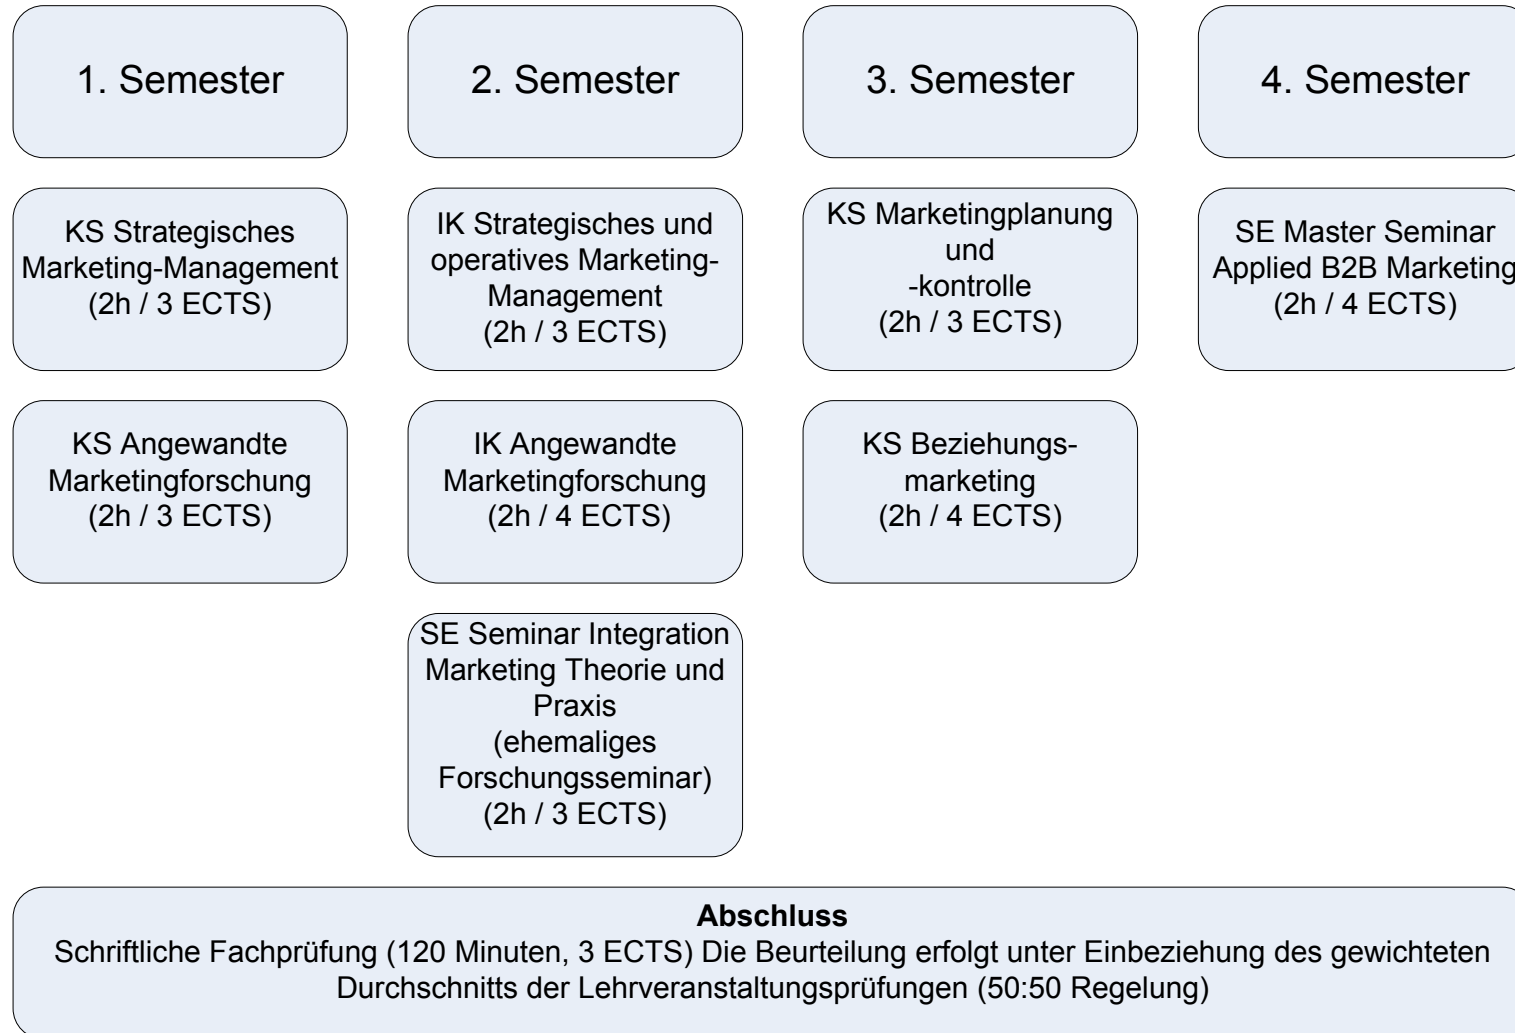 1. Semester
2. Semester
3. Semester
4. Semester
KS Strategisches
Marketing-Management
(2h / 3 ECTS)
IK Strategisches und
operatives Marketing-
Management
(2h / 3 ECTS)
KS Marketingplanung
und
-kontrolle
(2h / 3 ECTS)
SE Master Seminar
Applied B2B Marketing
(2h / 4 ECTS)
KS Angewandte
Marketingforschung
(2h / 3 ECTS)
IK Angewandte
Marketingforschung
(2h / 4 ECTS)
KS Beziehungs-
marketing
(2h / 4 ECTS)
SE Seminar Integration
Marketing Theorie und
Praxis
(ehemaliges
Forschungsseminar)
(2h / 3 ECTS)
Abschluss
Schriftliche Fachprüfung (120 Minuten, 3 ECTS) Die Beurteilung erfolgt unter Einbeziehung des gewichteten
Durchschnitts der Lehrveranstaltungsprüfungen (50:50 Regelung)